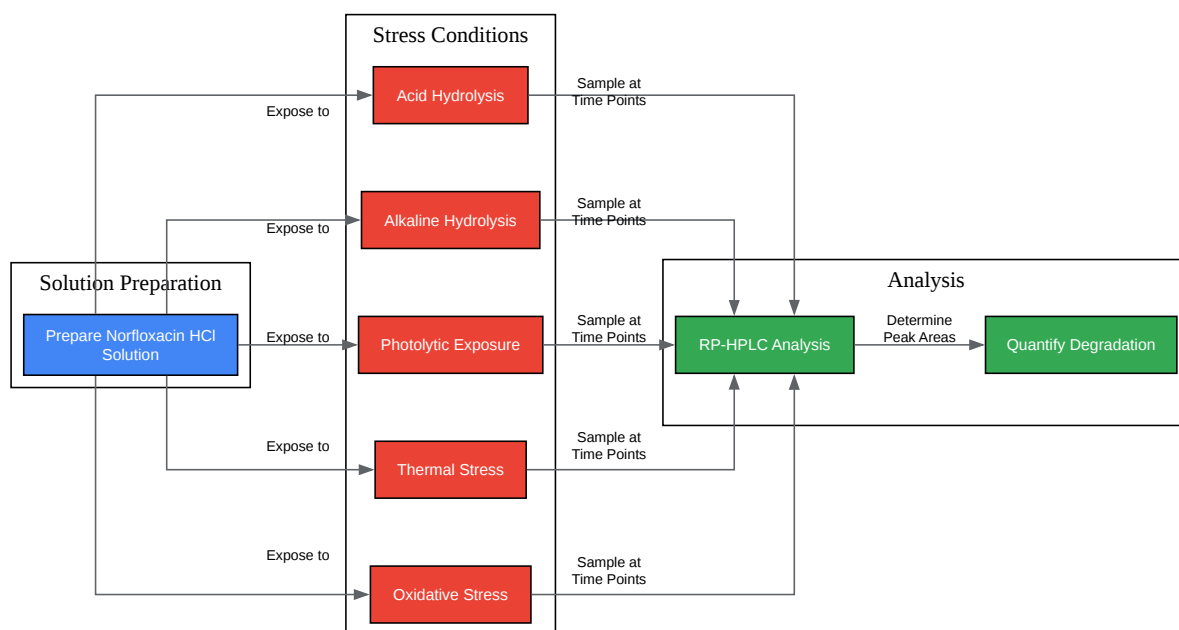 Stress Conditions
Acid Hydrolysis
Sample at
Time Points
Expose to
Alkaline Hydrolysis
Sample at
Time Points
Expose to
Solution Preparation
Prepare Norfloxacin HCl
Solution
Expose to
Photolytic Exposure
Sample at
Time Points
Analysis
RP-HPLC Analysis
Determine
Peak Areas
Quantify Degradation
Expose to
Thermal Stress
Sample at
Time Points
Expose to
Oxidative Stress
Sample at
Time Points